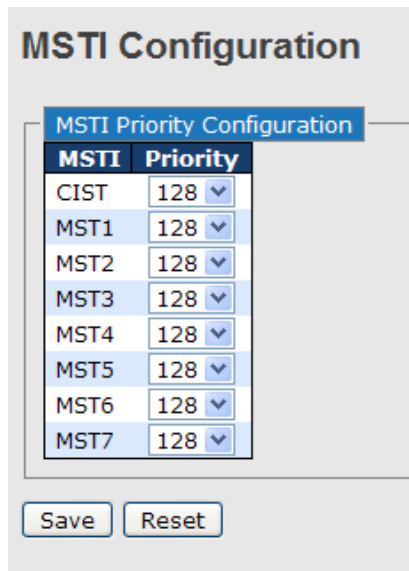 MSTI Configuration
MSTI Priority Configuration
MSTI Priority
CIST 128
MST1 128
MST2 128
MST3 128
MST4 128
MST5 128
MST6 128
MST7 128
Save Reset